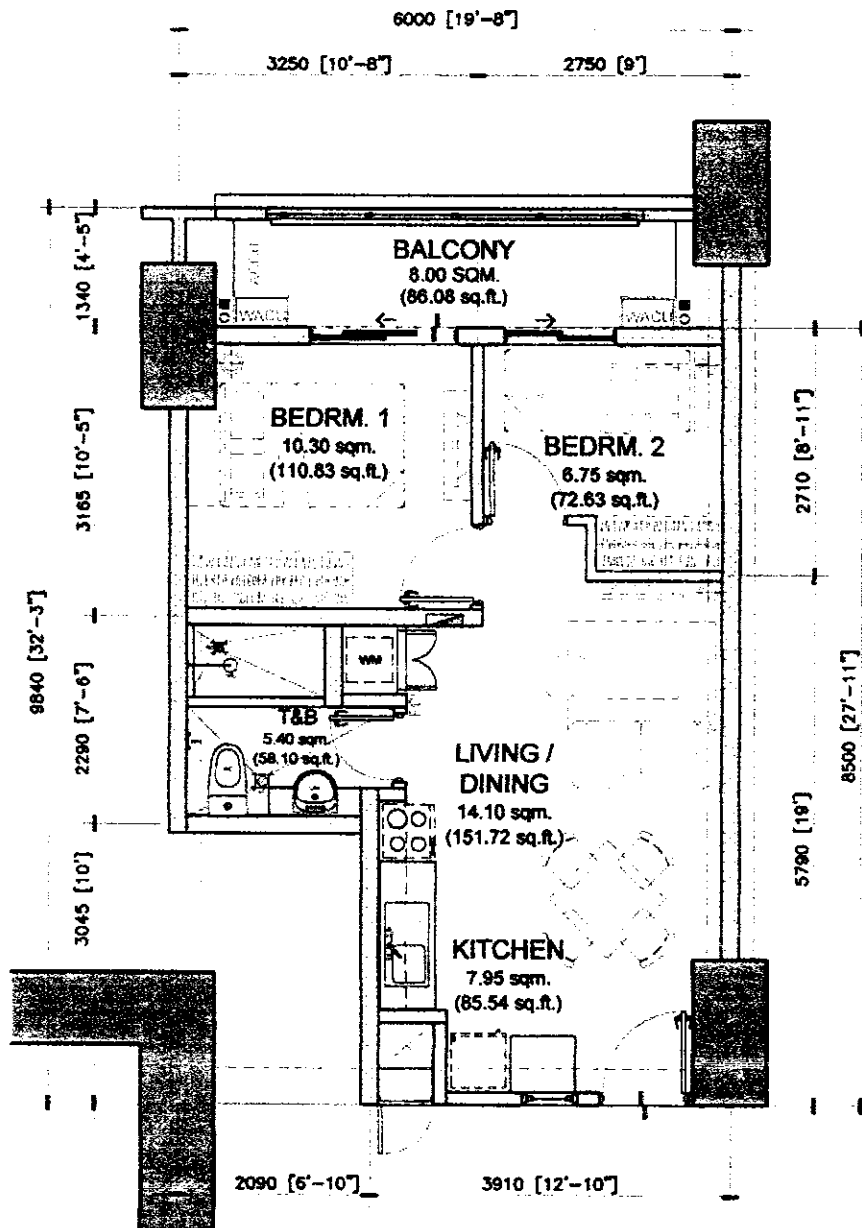 6000 [19'-8"]
3250 [10'-8"]
2750 [9']
BALCONY
8.00 SQM.
(86.08 sq.ft.)
WACU
WACU
1340 [4'-5"]
BEDRM. 1
10.30 sqm.
(110.83 sq.ft.)
BEDRM. 2
6.75 sqm.
(72.63 sq.ft.)
3165 [10'-5"]
2710 [8'-11"]
9840 [32'-3"]
WM
T&B
5.40 sqm.
(58.10 sq.ft.)
2290 [7'-6"]
LIVING /
DINING
14.10 sqm.
(151.72 sq.ft.)
8500 [27'-11"]
5790 [19']
3045 [10']
KITCHEN
7.95 sqm.
(85.54 sq.ft.)
2090 [6'-10"]
3910 [12'-10"]